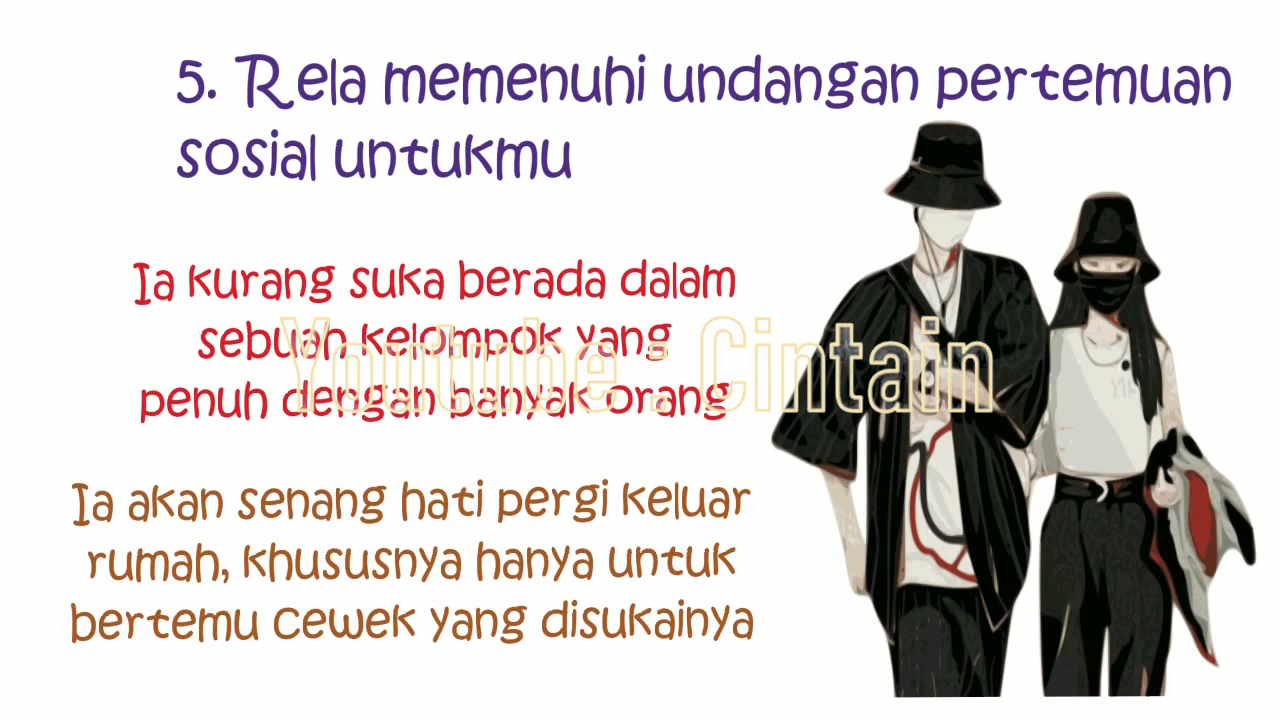 5. Rela memenuhi undangan pertemuan
sosial untukmu
Ia kurang suka berada dalam
sebuah kelompok yang
penuh dengan banyak orang
Youtube : Cintain
Ia akan senang hati pergi keluar
rumah, khususnya hanya untuk
bertemu cewek yang disukainya